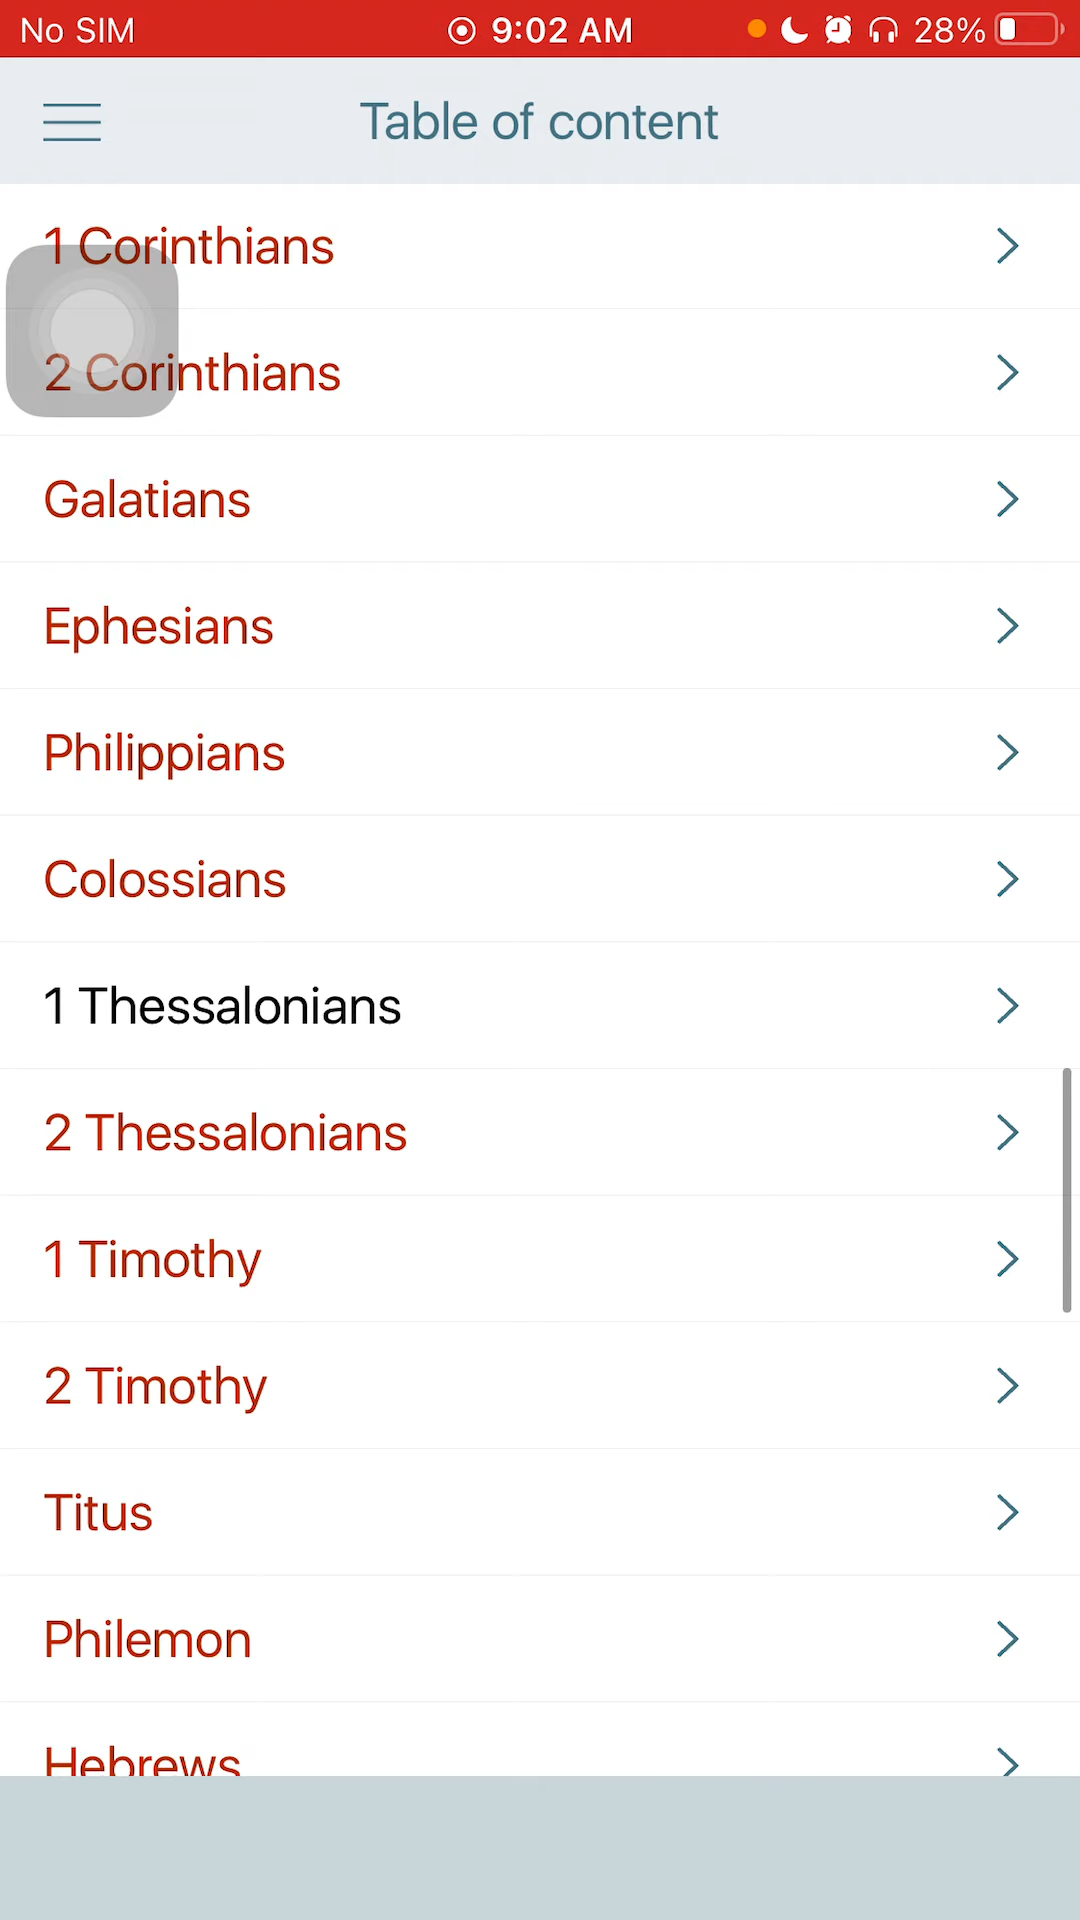 No SIM 9:02 AM 28%
Table of content
1 Corinthians
2 Corinthians
Galatians
Ephesians
Philippians
Colossians
1 Thessalonians
2 Thessalonians
1 Timothy
2 Timothy
Titus
Philemon
Hebrews